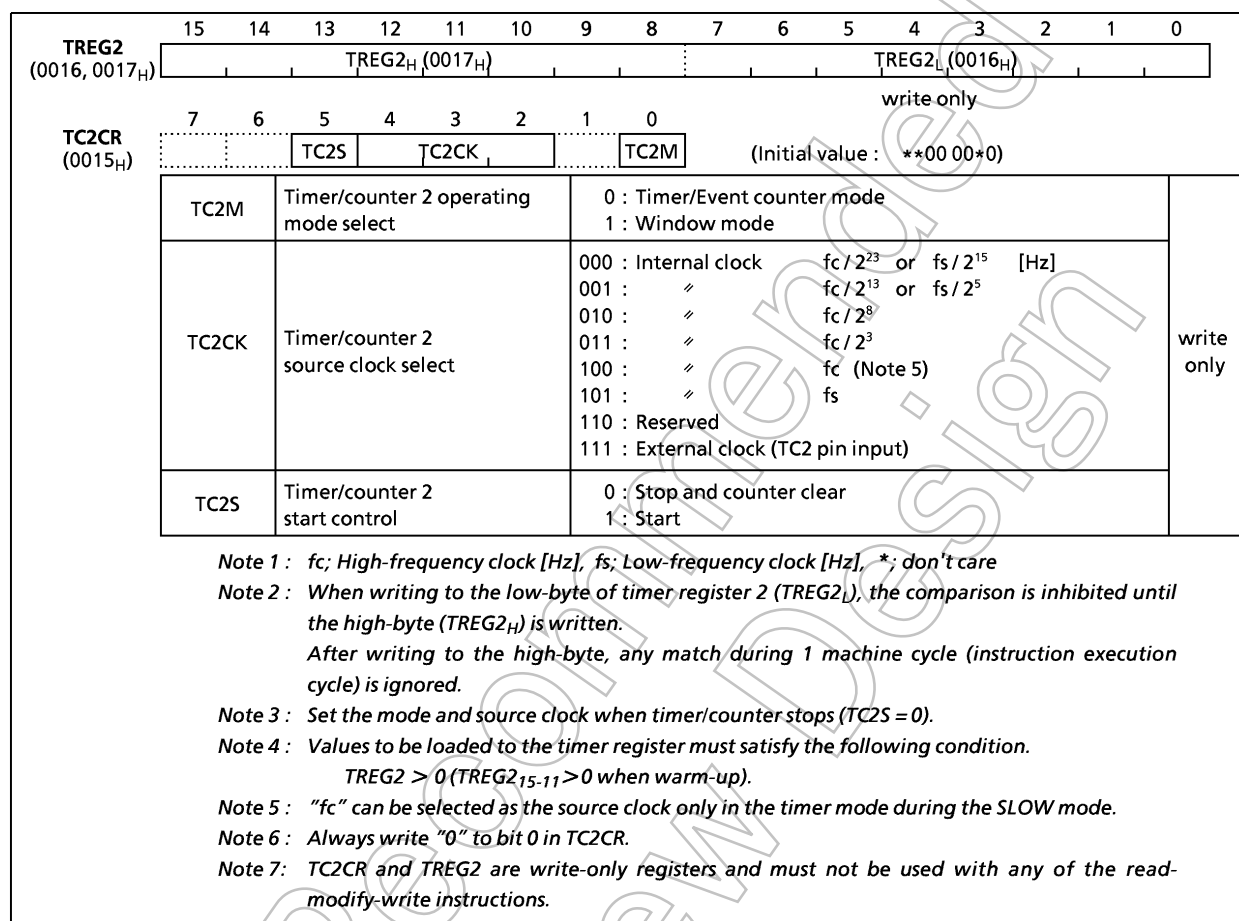 15 14 13 12 11 10 9 8 7 6 5 4 3 2 1 0
TREG2
(0016, 0017H)
TREG2H (0017H) TREG2L (0016H)
write only
7 6 5 4 3 2 1 0
TC2CR
(0015H)
TC2S TC2CK TC2M (Initial value : **00 00*0)
TC2M Timer/counter 2 operating mode select 0 : Timer/Event counter mode
1 : Window mode
TC2CK Timer/counter 2 source clock select 000 : Internal clock fc / 2²³ or fs / 2¹⁵ [Hz]
001 : 〃 fc / 2¹³ or fs / 2⁵
010 : 〃 fc / 2⁸
011 : 〃 fc / 2³
100 : 〃 fc (Note 5)
101 : 〃 fs
110 : Reserved
111 : External clock (TC2 pin input)
TC2S Timer/counter 2 start control 0 : Stop and counter clear
1 : Start
write only
Note 1 : fc; High-frequency clock [Hz], fs; Low-frequency clock [Hz], *; don't care
Note 2 : When writing to the low-byte of timer register 2 (TREG2L), the comparison is inhibited until
the high-byte (TREG2H) is written.
After writing to the high-byte, any match during 1 machine cycle (instruction execution
cycle) is ignored.
Note 3 : Set the mode and source clock when timer/counter stops (TC2S = 0).
Note 4 : Values to be loaded to the timer register must satisfy the following condition.
TREG2 > 0 (TREG215-11 > 0 when warm-up).
Note 5 : "fc" can be selected as the source clock only in the timer mode during the SLOW mode.
Note 6 : Always write "0" to bit 0 in TC2CR.
Note 7: TC2CR and TREG2 are write-only registers and must not be used with any of the read-
modify-write instructions.